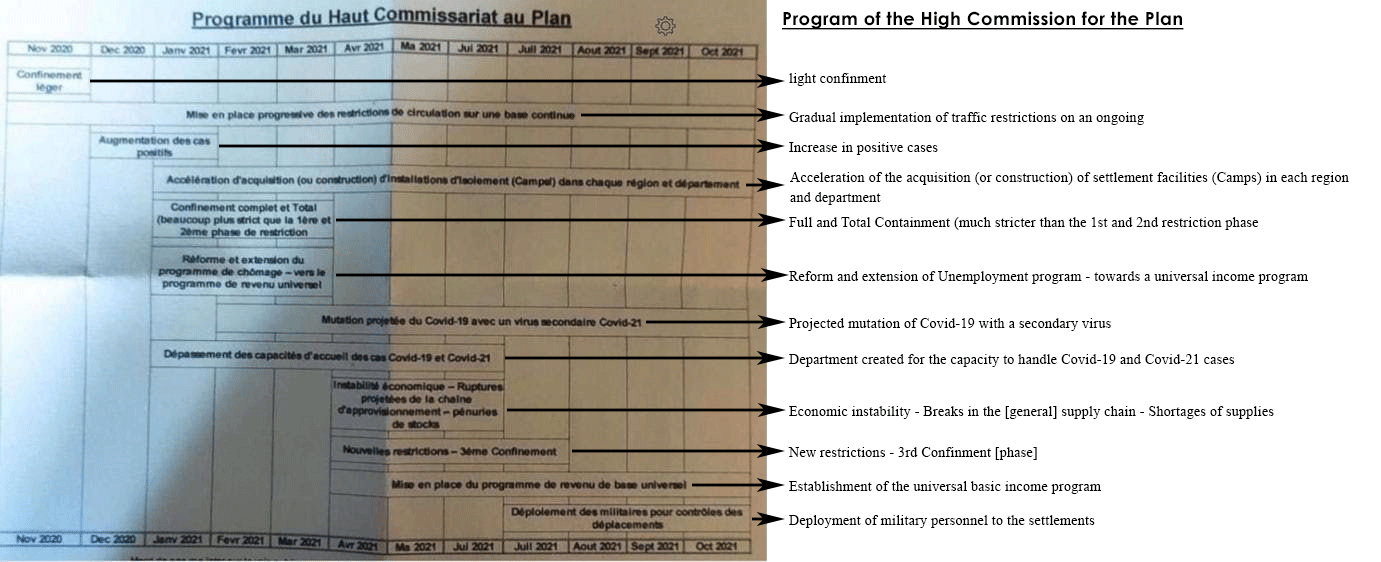 Programme du Haut Commissariat au Plan
Program of the High Commission for the Plan
Nov 2020 Dec 2020 Janv 2021 Fevr 2021 Mar 2021 Avr 2021 Ma 2021 Jui 2021 Juil 2021 Aout 2021 Sept 2021 Oct 2021
Confinement
léger
light confinment
Mise en place progressive des restrictions de circulation sur une base continue
Gradual implementation of traffic restrictions on an ongoing
Augmentation des cas
positifs
Increase in positive cases
Accélération d'acquisition (ou construction) d'installations d'isolement (Campsl) dans chaque région et département
Acceleration of the acquisition (or construction) of settlement facilities (Camps) in each region
and department
Confinement complet et Total
(beaucoup plus strict que la 1ère et
2ème phase de restriction
Full and Total Containment (much stricter than the 1st and 2nd restriction phase
Réforme et extension du
programme de chômage – vers le
programme de revenu universel
Reform and extension of Unemployment program - towards a universal income program
Mutation projetée du Covid-19 avec un virus secondaire Covid-21
Projected mutation of Covid-19 with a secondary virus
Dépassement des capacités d'accueil des cas Covid-19 et Covid-21
Department created for the capacity to handle Covid-19 and Covid-21 cases
Instabilité économique – Ruptures
projetées de la chaîne
d'approvisionnement – pénuries
de stocks
Economic instability - Breaks in the [general] supply chain - Shortages of supplies
Nouvelles restrictions – 3ème Confinement
New restrictions - 3rd Confinment [phase]
Mise en place du programme de revenu de base universel
Establishment of the universal basic income program
Déploiement des militaires pour contrôles des
déplacements
Deployment of military personnel to the settlements
Nov 2020 Dec 2020 Janv 2021 Fevr 2021 Mar 2021 Avr 2021 Ma 2021 Jui 2021 Juil 2021 Aout 2021 Sept 2021 Oct 2021